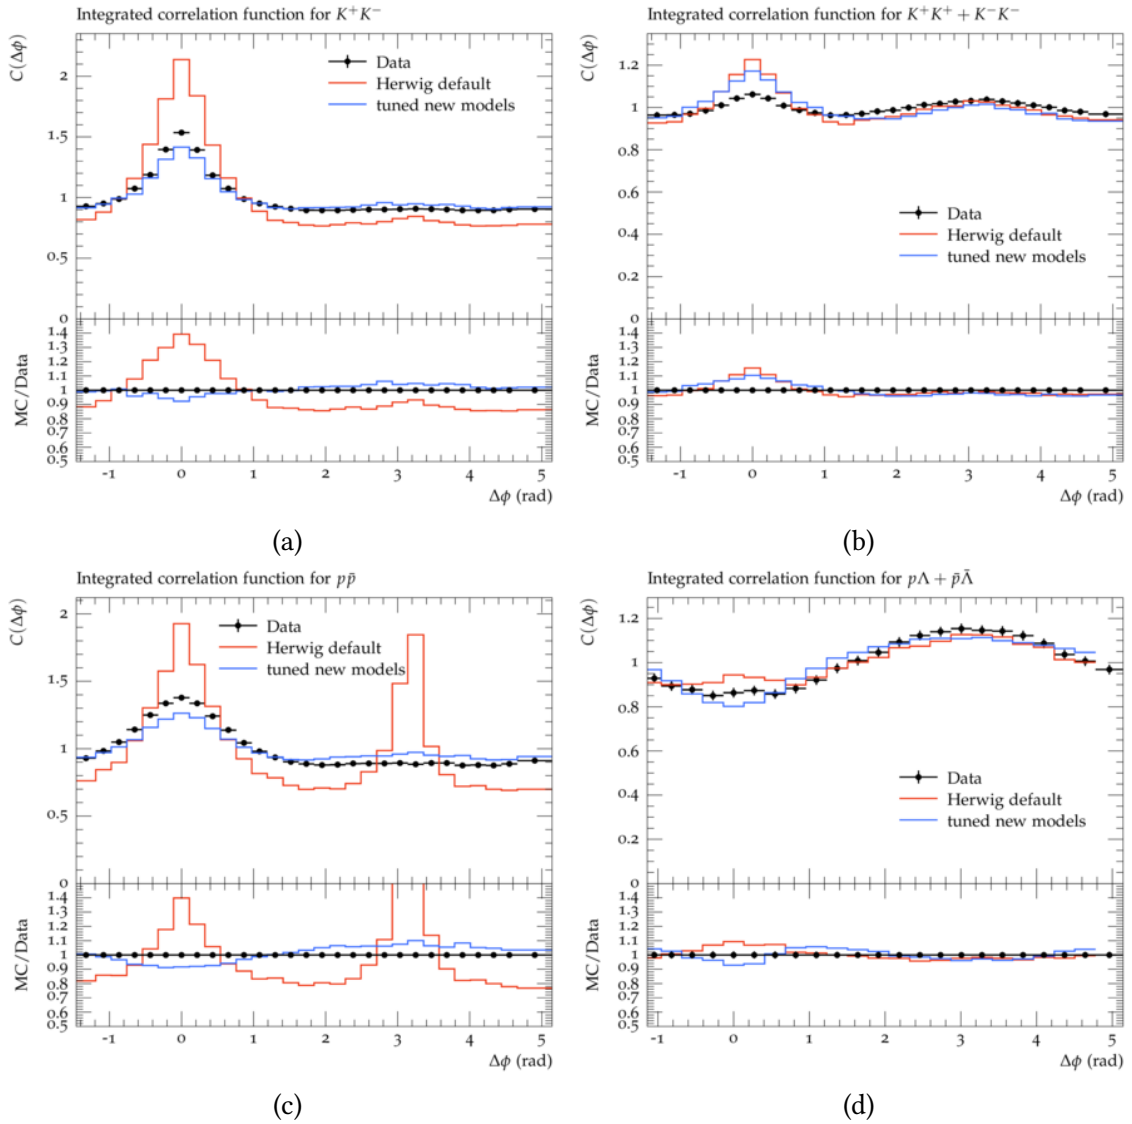 Integrated correlation function for K⁺K⁻
C(Δϕ)
Data
Herwig default
tuned new models
2
1.5
1
0.5
0
MC/Data
1.4
1.3
1.2
1.1
1
0.9
0.8
0.7
0.6
0.5
-1 0 1 2 3 4 5
Δϕ (rad)
(a)
Integrated correlation function for K⁺K⁺ + K⁻K⁻
C(Δϕ)
1.2
1
0.8
0.6
0.4
0.2
0
Data
Herwig default
tuned new models
MC/Data
1.4
1.3
1.2
1.1
1
0.9
0.8
0.7
0.6
0.5
-1 0 1 2 3 4 5
Δϕ (rad)
(b)
Integrated correlation function for pp̄
C(Δϕ)
Data
Herwig default
tuned new models
2
1.5
1
0.5
0
MC/Data
1.4
1.3
1.2
1.1
1
0.9
0.8
0.7
0.6
0.5
-1 0 1 2 3 4 5
Δϕ (rad)
(c)
Integrated correlation function for pΛ + p̄Λ̄
C(Δϕ)
1.2
1
0.8
0.6
0.4
0.2
0
Data
Herwig default
tuned new models
MC/Data
1.4
1.3
1.2
1.1
1
0.9
0.8
0.7
0.6
0.5
-1 0 1 2 3 4 5
Δϕ (rad)
(d)